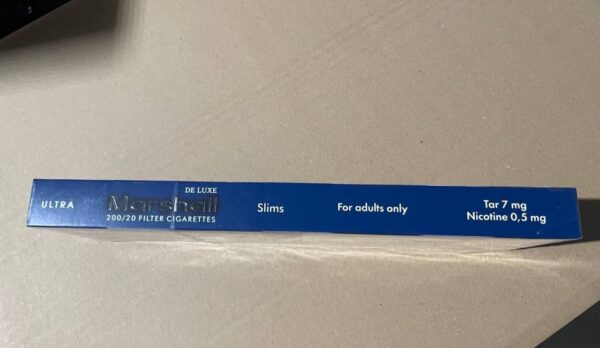 ULTRA
DE LUXE
Marshall
200/20 FILTER CIGARETTES
Slims
For adults only
Tar 7 mg
Nicotine 0,5 mg